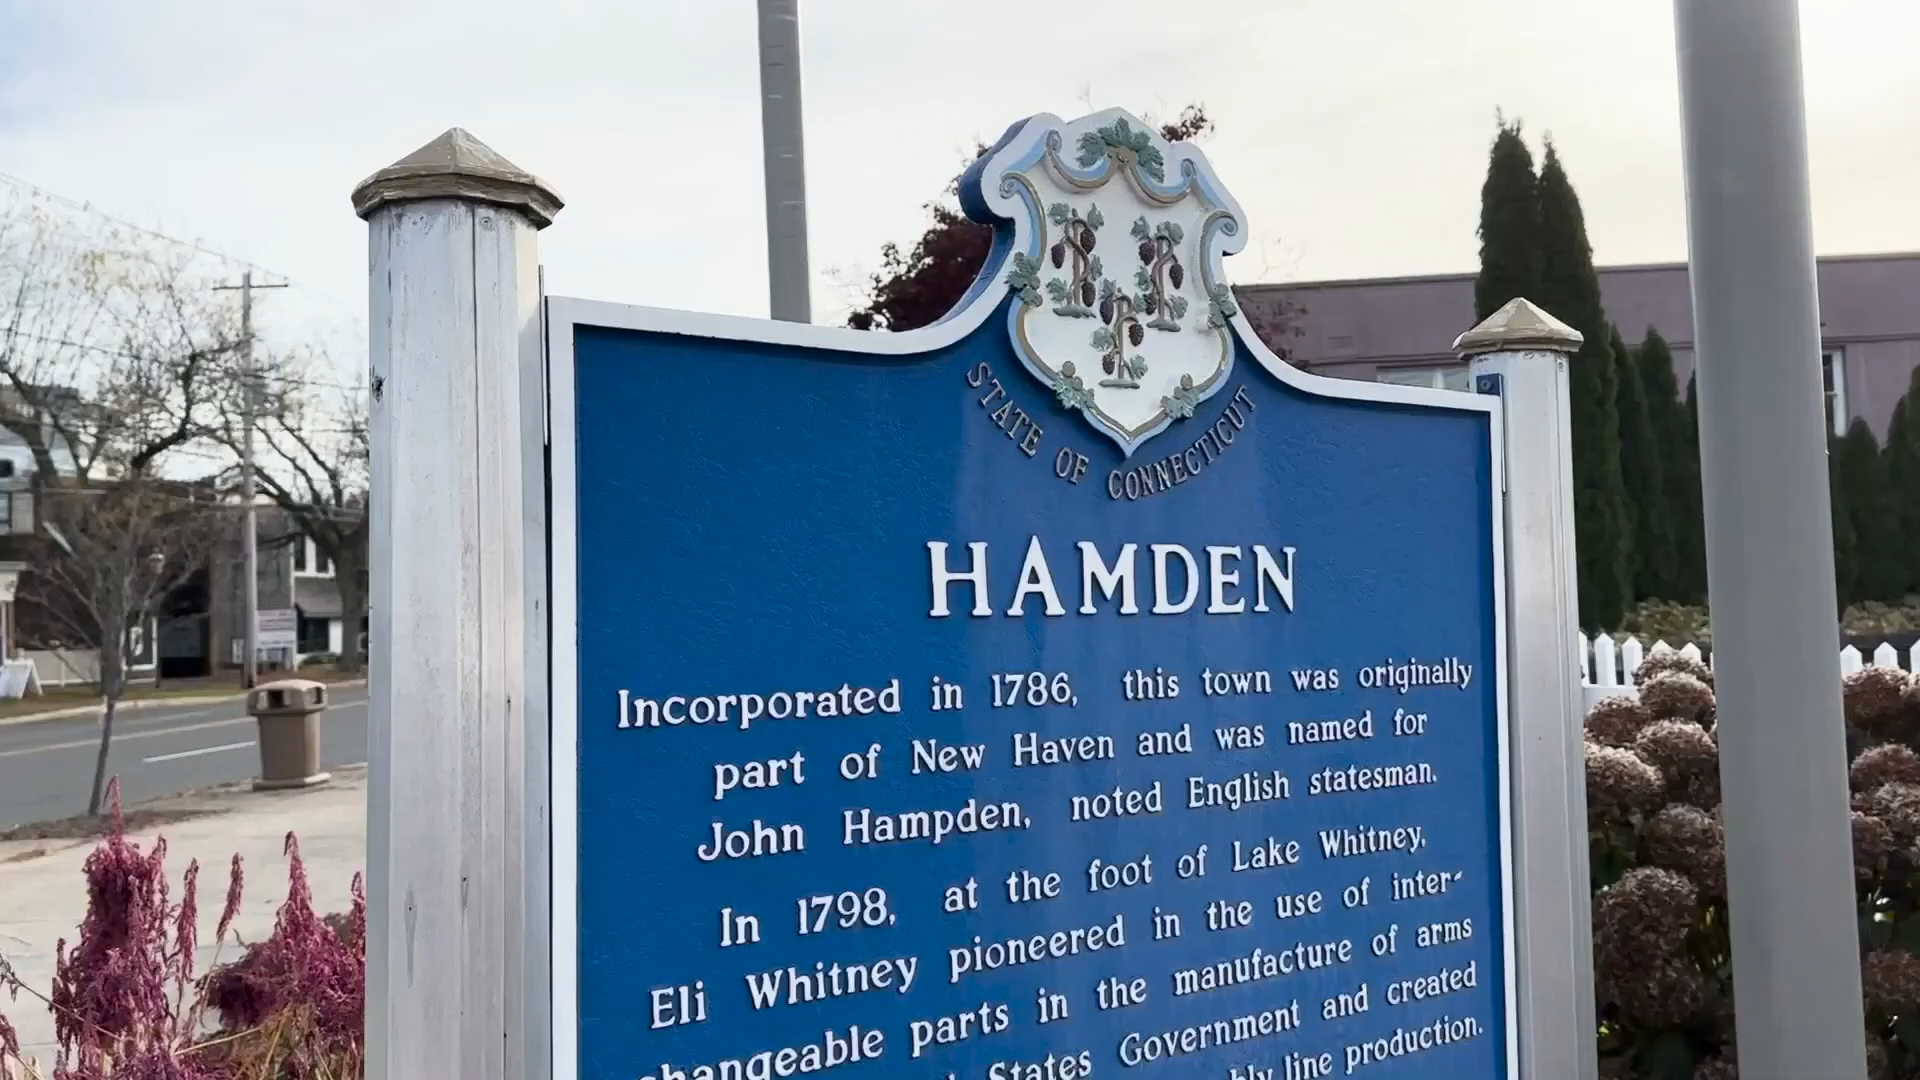 STATE OF CONNECTICUT
HAMDEN
Incorporated in 1786, this town was originally
part of New Haven and was named for
John Hampden, noted English statesman.
In 1798, at the foot of Lake Whitney,
Eli Whitney pioneered in the use of inter-
changeable parts in the manufacture of arms
States Government and created
line production.